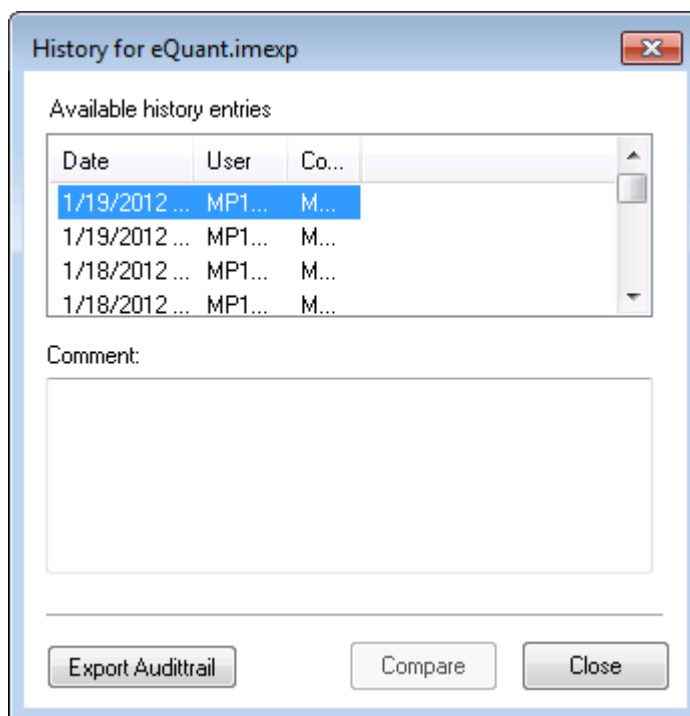 History for eQuant.imexp
Available history entries
Date User Co...
1/19/2012 ... MP1... M...
1/19/2012 ... MP1... M...
1/18/2012 ... MP1... M...
1/18/2012 ... MP1... M...
Comment:
Export Audittrail Compare Close